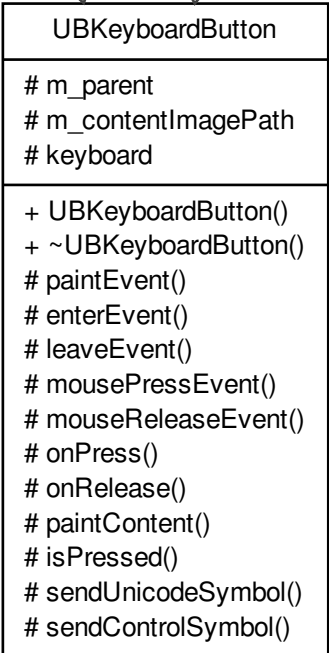 UBKeyboardButton
# m_parent
# m_contentImagePath
# keyboard
+ UBKeyboardButton()
+ ~UBKeyboardButton()
# paintEvent()
# enterEvent()
# leaveEvent()
# mousePressEvent()
# mouseReleaseEvent()
# onPress()
# onRelease()
# paintContent()
# isPressed()
# sendUnicodeSymbol()
# sendControlSymbol()